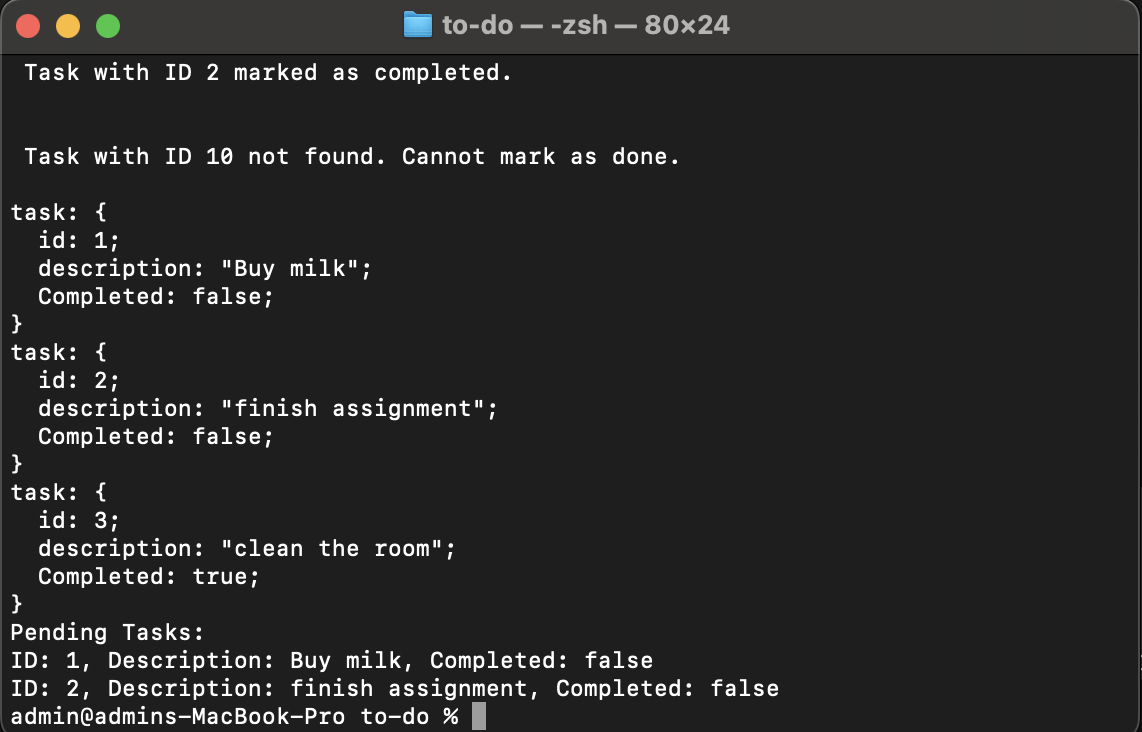 to-do — -zsh — 80×24
Task with ID 2 marked as completed.
Task with ID 10 not found. Cannot mark as done.
task: {
  id: 1;
  description: "Buy milk";
  Completed: false;
}
task: {
  id: 2;
  description: "finish assignment";
  Completed: false;
}
task: {
  id: 3;
  description: "clean the room";
  Completed: true;
}
Pending Tasks:
ID: 1, Description: Buy milk, Completed: false
ID: 2, Description: finish assignment, Completed: false
admin@admins-MacBook-Pro to-do %